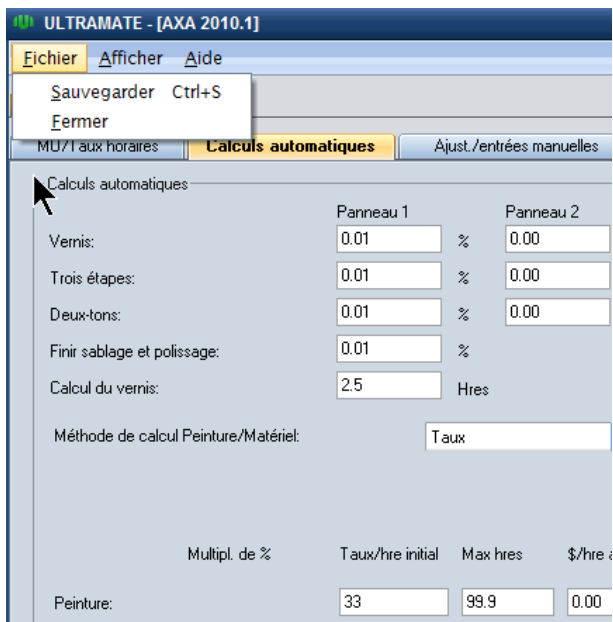 ULTRAMATE - [AXA 2010.1]
Fichier Afficher Aide
Sauvegarder Ctrl+S
Fermer
MO/Taux horaires Calculs automatiques Ajust./entrées manuelles
Calculs automatiques
Panneau 1 Panneau 2
Vernis: 0.01 % 0.00
Trois étapes: 0.01 % 0.00
Deux-tons: 0.01 % 0.00
Finir sablage et polissage: 0.01 %
Calcul du vernis: 2.5 Hres
Méthode de calcul Peinture/Matériel: Taux
Multipl. de % Taux/hre initial Max hres $/hre
Peinture: 33 99.9 0.00